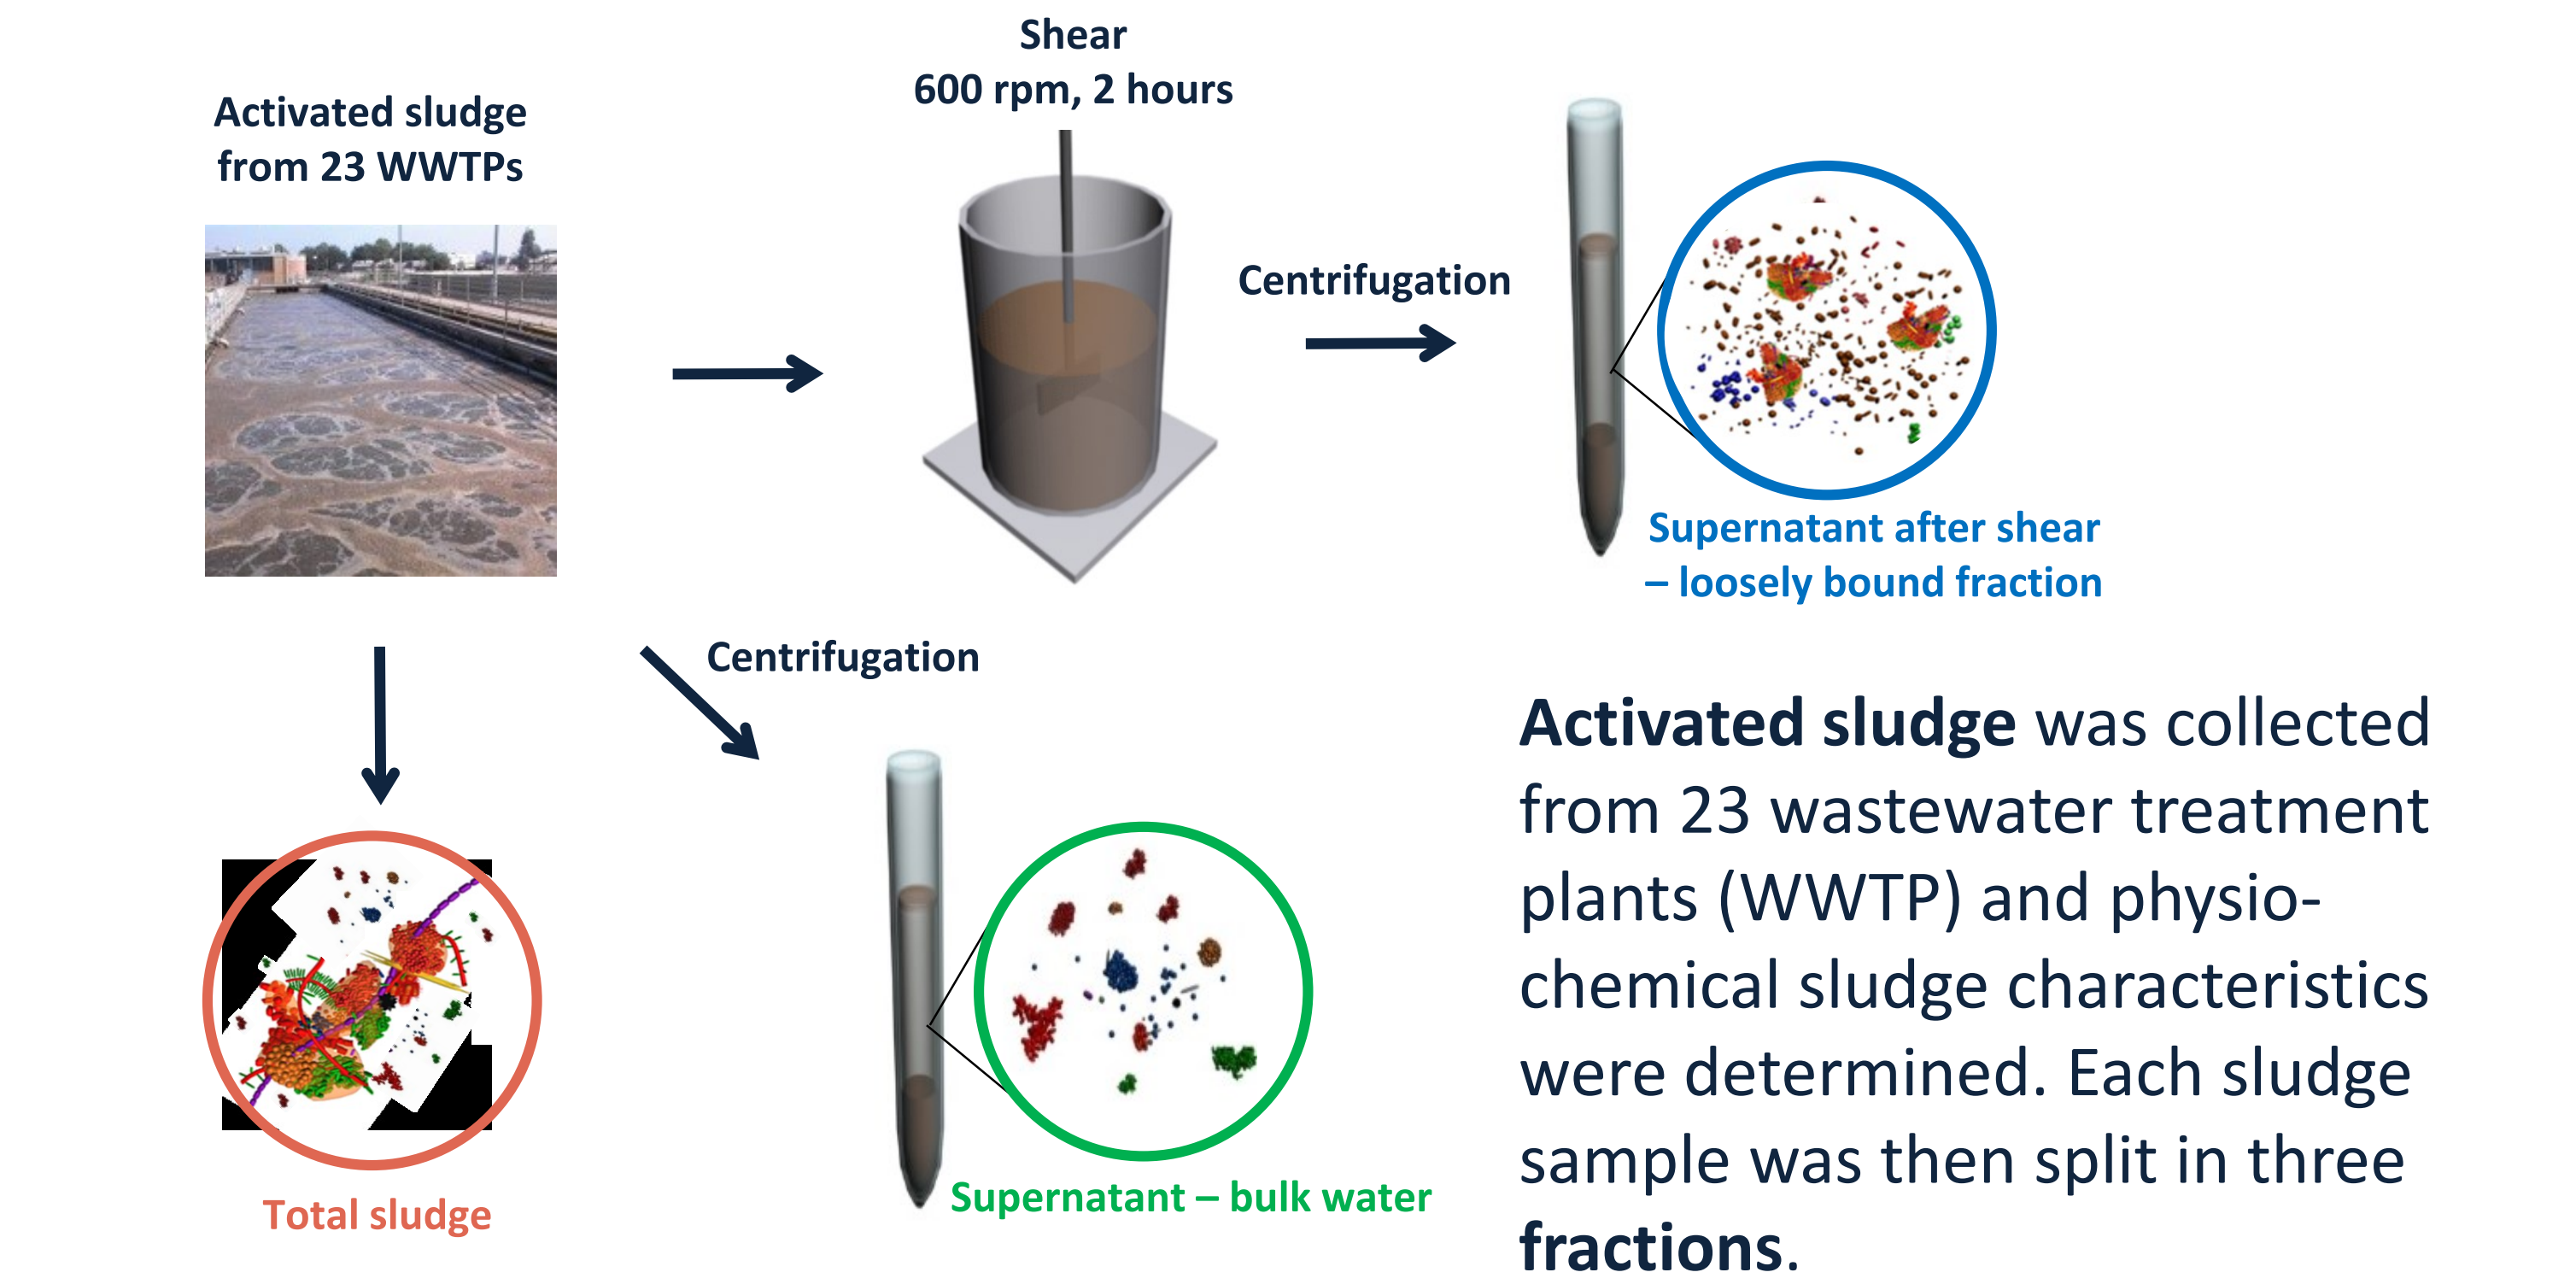 Shear
600 rpm, 2 hours
Activated sludge
from 23 WWTPs
Centrifugation
Supernatant after shear
– loosely bound fraction
Centrifugation
Total sludge
Supernatant – bulk water
Activated sludge was collected
from 23 wastewater treatment
plants (WWTP) and physio-
chemical sludge characteristics
were determined. Each sludge
sample was then split in three
fractions.